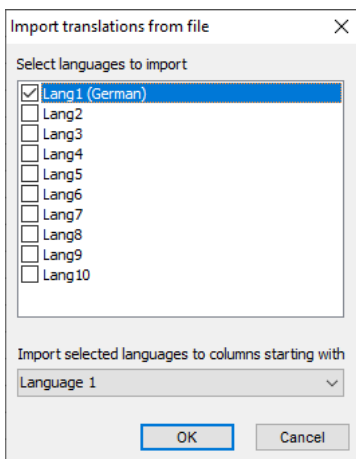 Import translations from file
Select languages to import
Lang1 (German)
Lang2
Lang3
Lang4
Lang5
Lang6
Lang7
Lang8
Lang9
Lang10
Import selected languages to columns starting with
Language 1
OK
Cancel